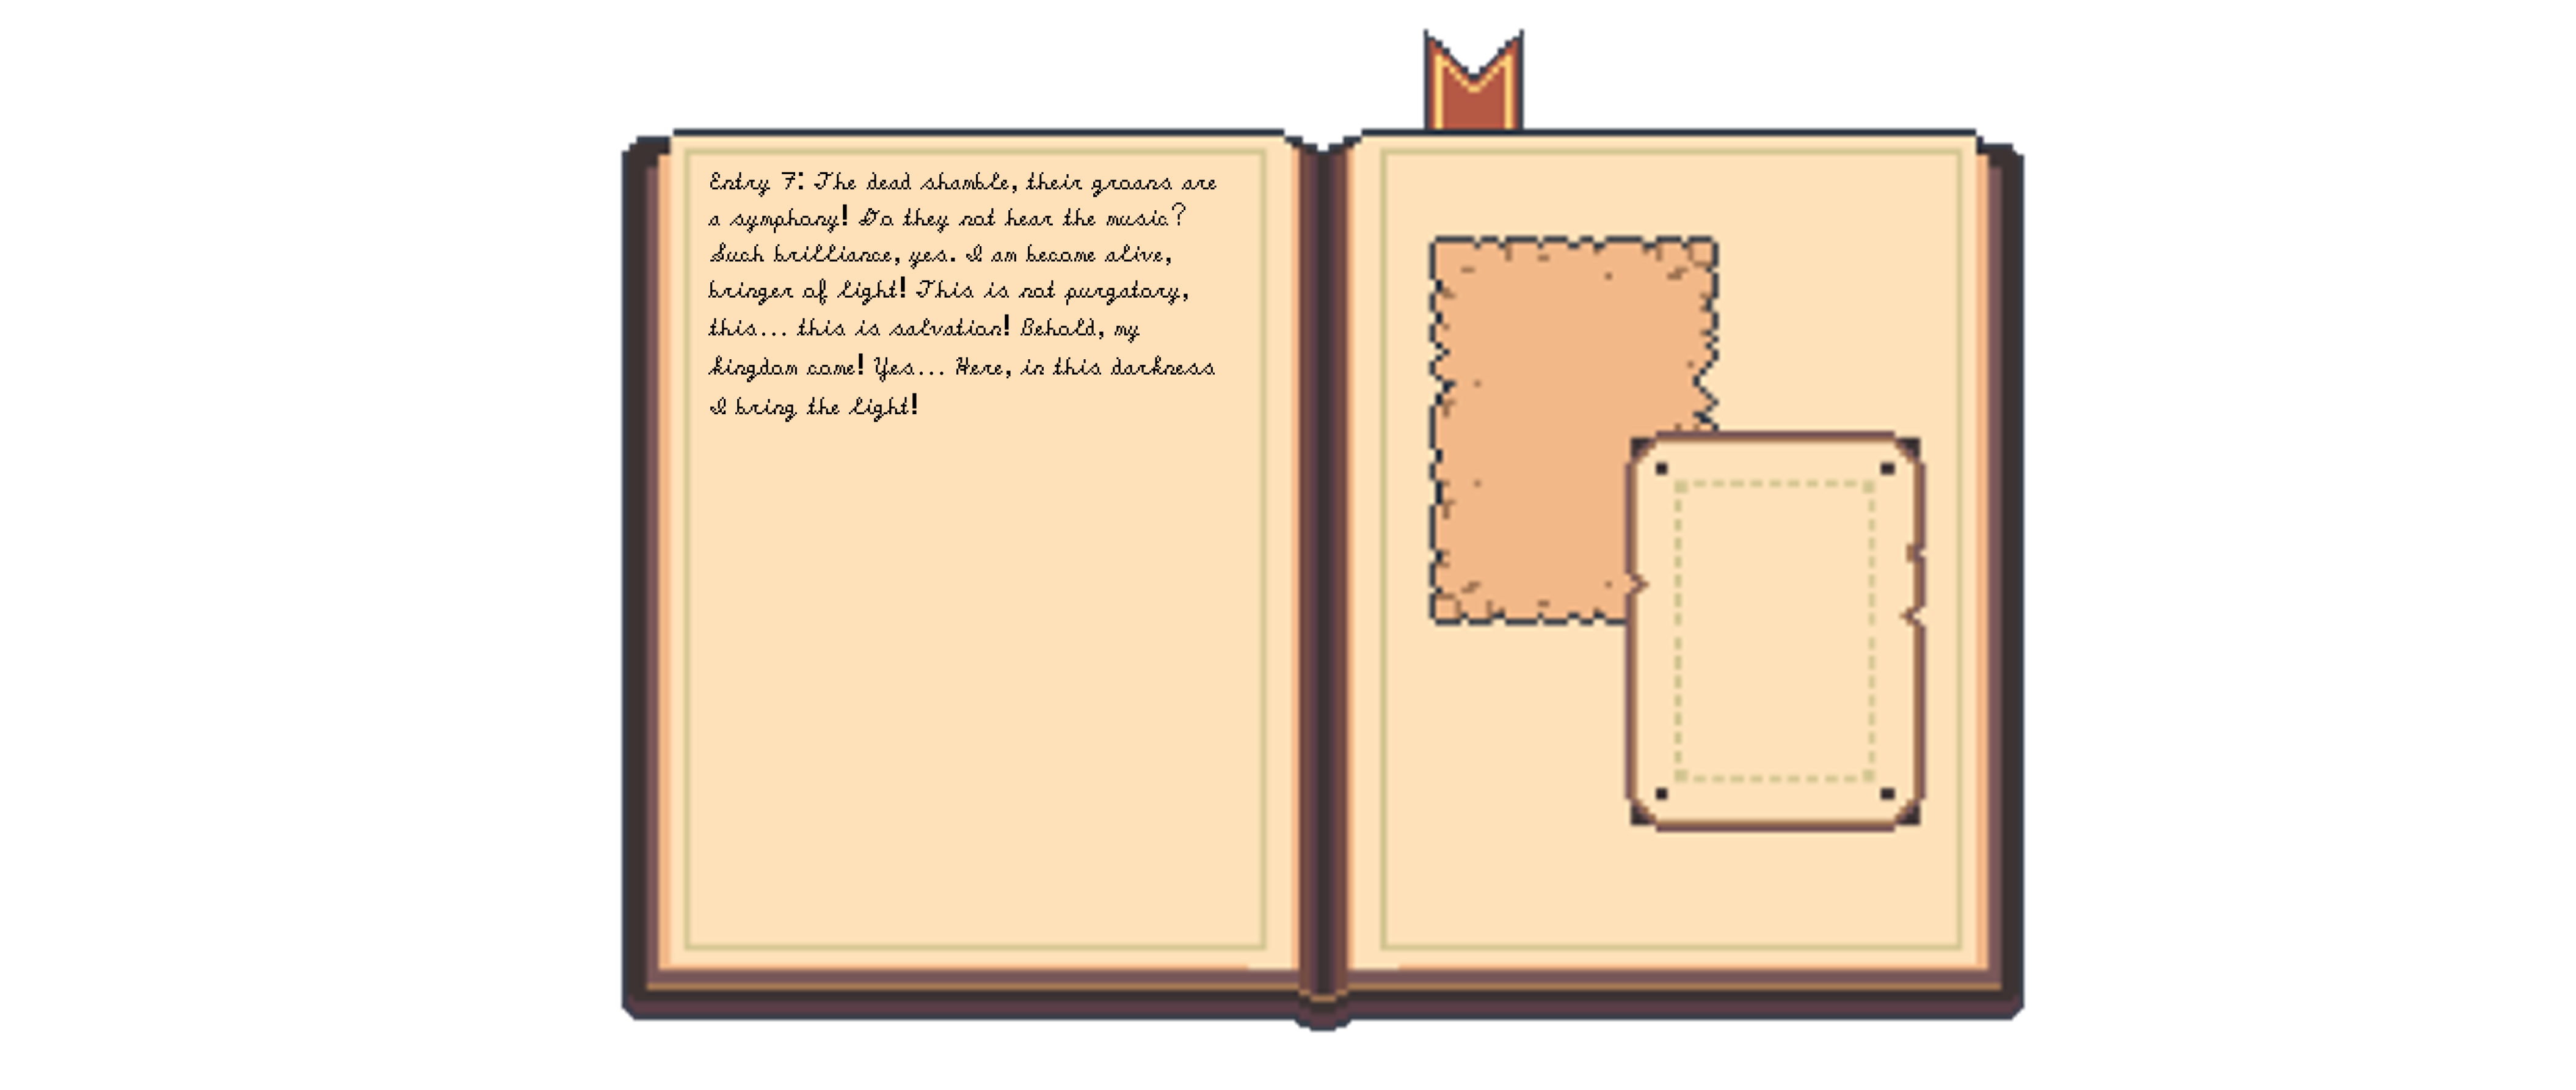 Entry 7: The dead shamble, their groans are
a symphony! Do they not hear the music?
Such brilliance, yes. I am become alive,
bringer of light! This is not purgatory,
this... this is salvation! Behold, my
kingdom come! Yes... Here, in this darkness
I bring the light!